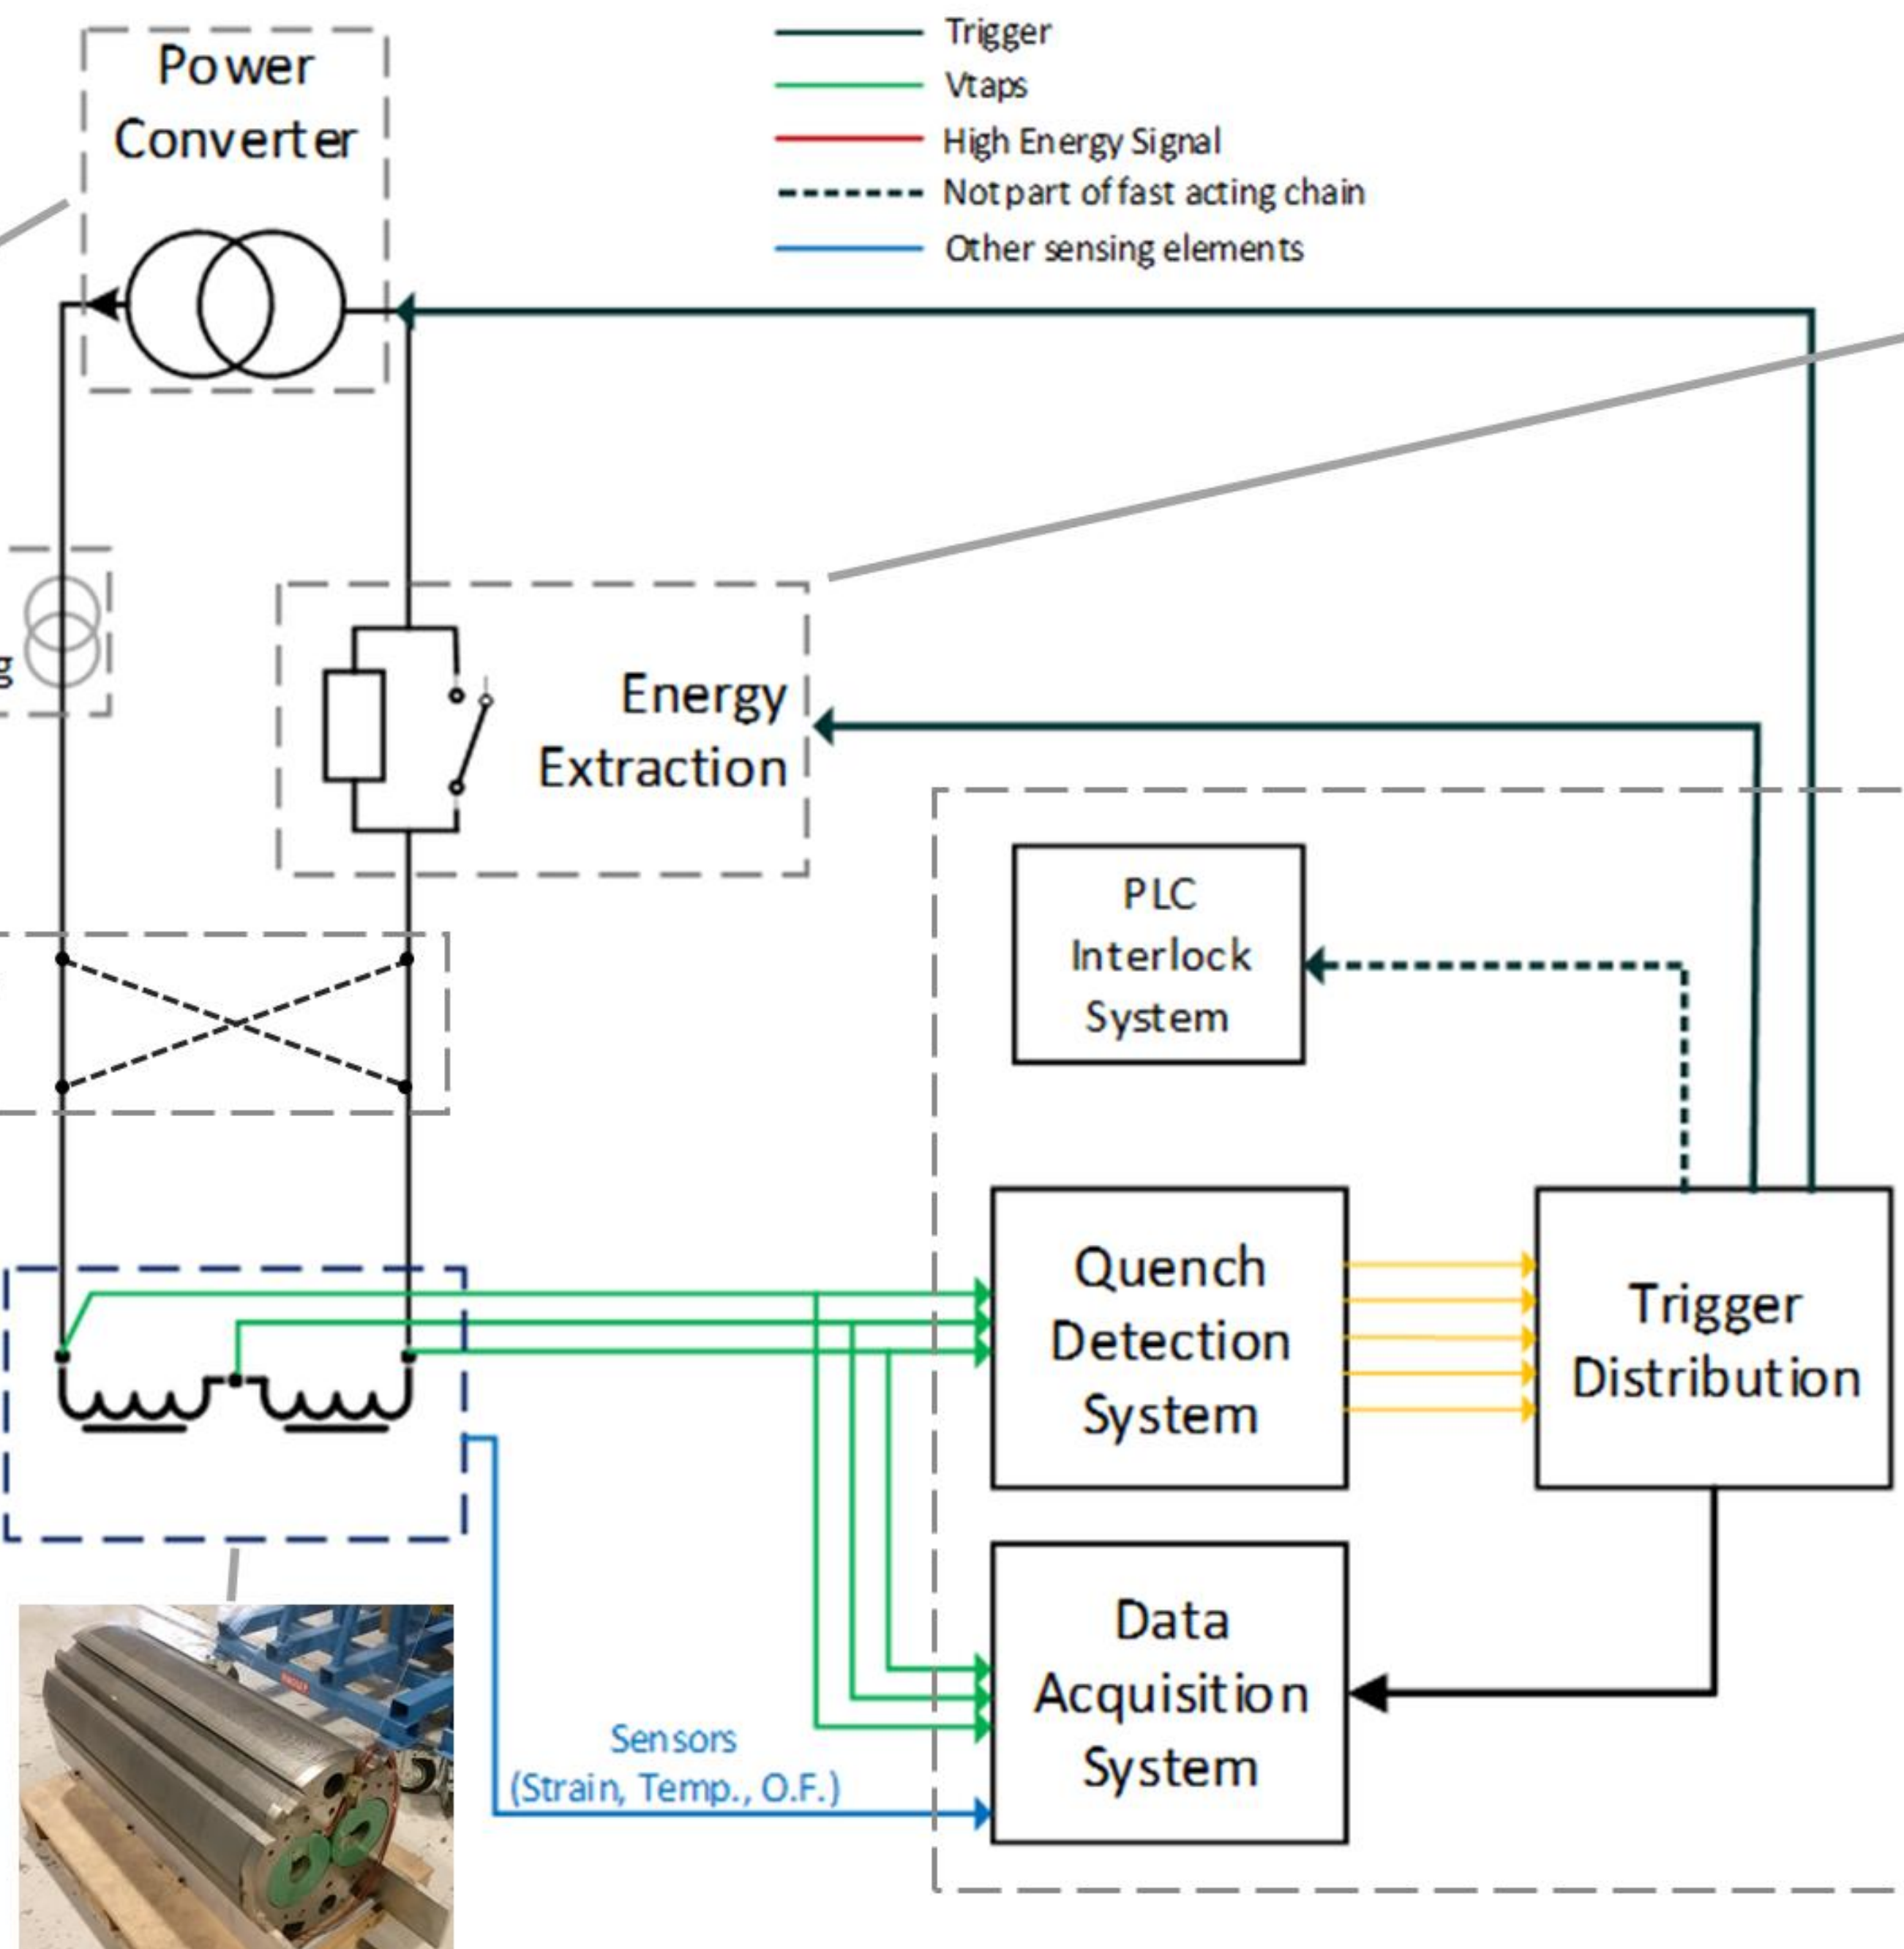 Power
Converter
Trigger
Vtaps
High Energy Signal
Not part of fast acting chain
Other sensing elements
g
Energy
Extraction
PLC
Interlock
System
Quench
Detection
System
Trigger
Distribution
Data
Acquisition
System
Sensors
(Strain, Temp., O.F.)